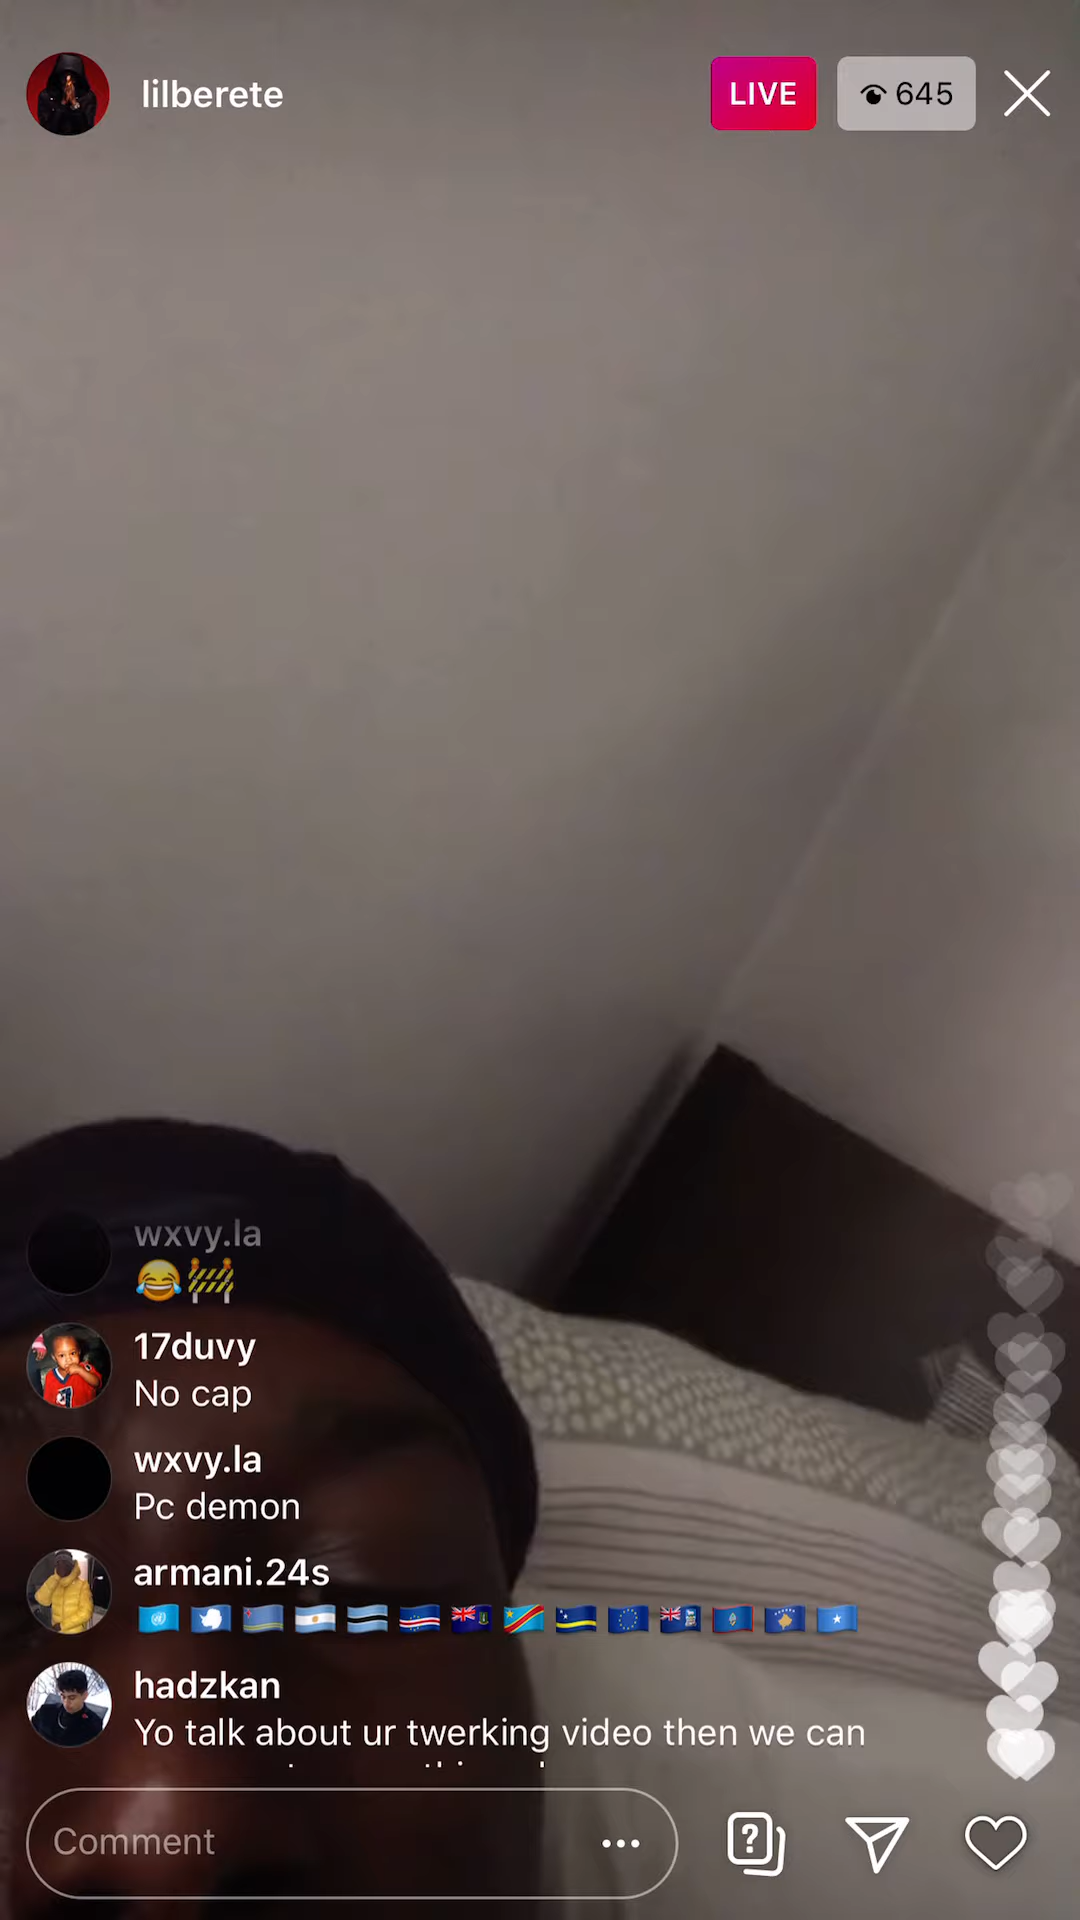 lilberete
LIVE
645
wxvy.la
17duvy
No cap
wxvy.la
Pc demon
armani.24s
hadzkan
Yo talk about ur twerking video then we can
Comment